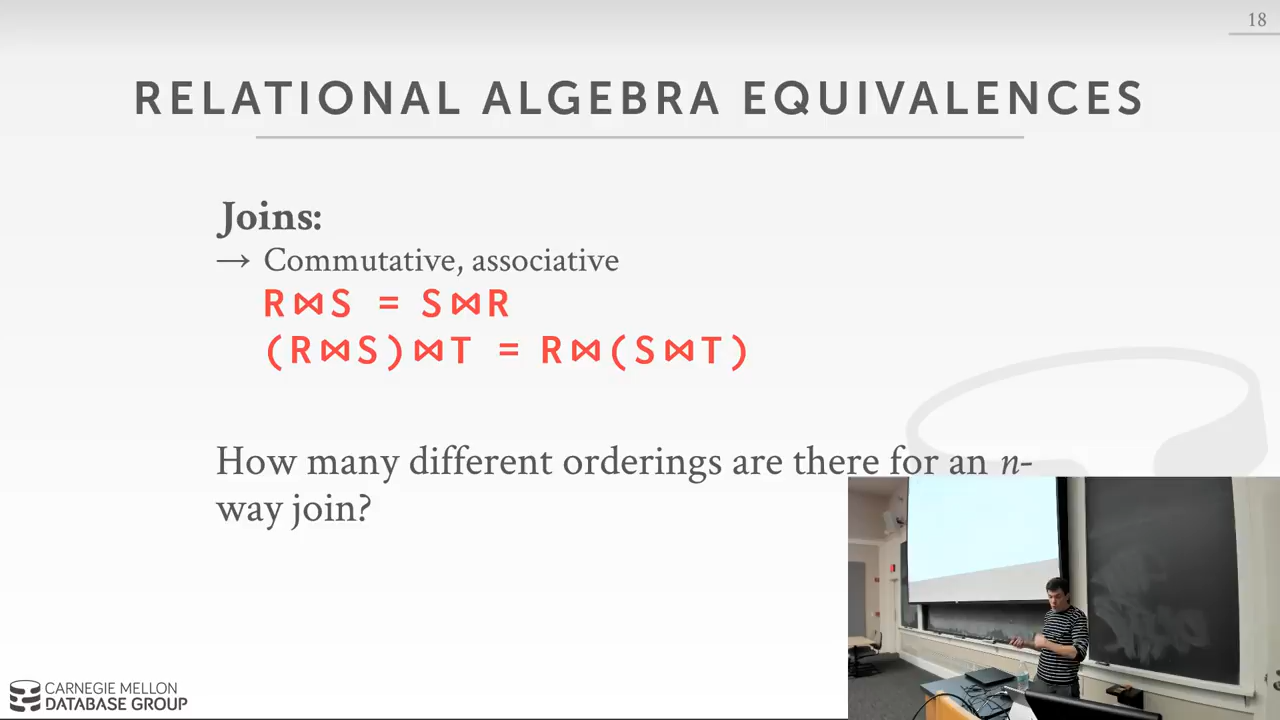 18
RELATIONAL ALGEBRA EQUIVALENCES
Joins:
→ Commutative, associative
R⋈S = S⋈R
(R⋈S)⋈T = R⋈(S⋈T)
How many different orderings are there for an n-
way join?
CARNEGIE MELLON
DATABASE GROUP